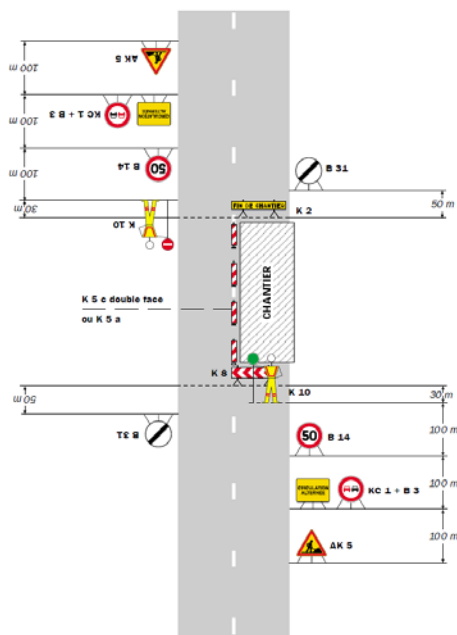 AK 5
100 m
KC 1 + B 3
CIRCULATION
ALTERNEE
100 m
50
B 14
100 m
B 31
K 10
30 m
FIN DE CHANTIER
K 2
50 m
CHANTIER
K 5 c double face
ou K 5 a
K 8
K 10
50 m
30 m
B 31
50
B 14
100 m
CIRCULATION
ALTERNEE
KC 1 + B 3
100 m
AK 5
100 m